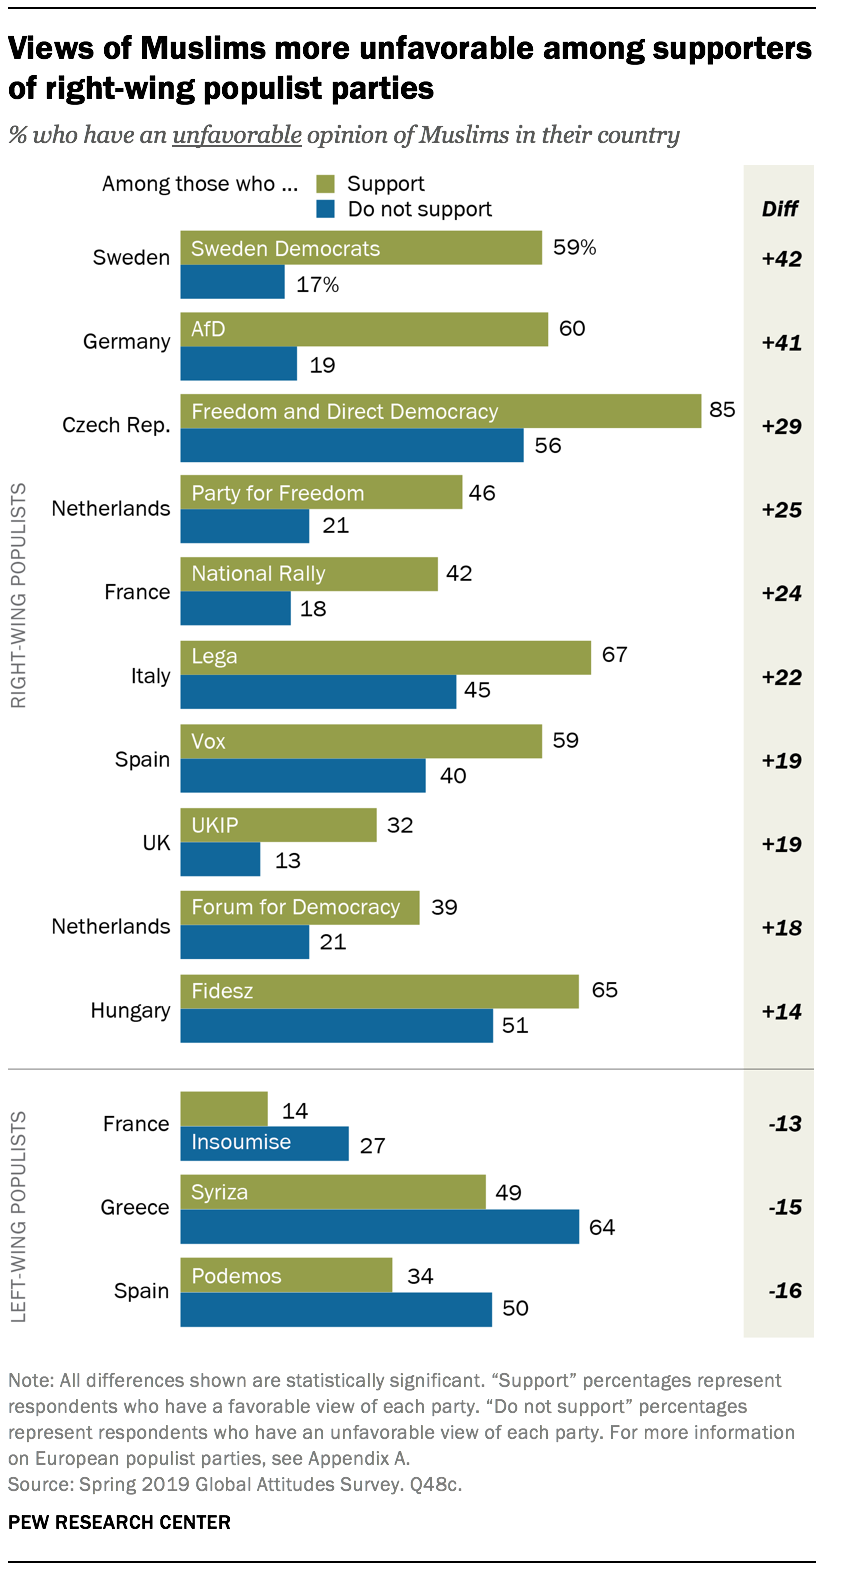 Views of Muslims more unfavorable among supporters
of right-wing populist parties
% who have an unfavorable opinion of Muslims in their country
Among those who ... Support
Do not support
Diff
RIGHT-WING POPULISTS
Sweden Sweden Democrats 59% +42
17%
Germany AfD 60 +41
19
Czech Rep. Freedom and Direct Democracy 85 +29
56
Netherlands Party for Freedom 46 +25
21
France National Rally 42 +24
18
Italy Lega 67 +22
45
Spain Vox 59 +19
40
UK UKIP 32 +19
13
Netherlands Forum for Democracy 39 +18
21
Hungary Fidesz 65 +14
51
LEFT-WING POPULISTS
France 14 -13
Insoumise 27
Greece Syriza 49 -15
64
Spain Podemos 34 -16
50
Note: All differences shown are statistically significant. “Support” percentages represent
respondents who have a favorable view of each party. “Do not support” percentages
represent respondents who have an unfavorable view of each party. For more information
on European populist parties, see Appendix A.
Source: Spring 2019 Global Attitudes Survey. Q48c.
PEW RESEARCH CENTER